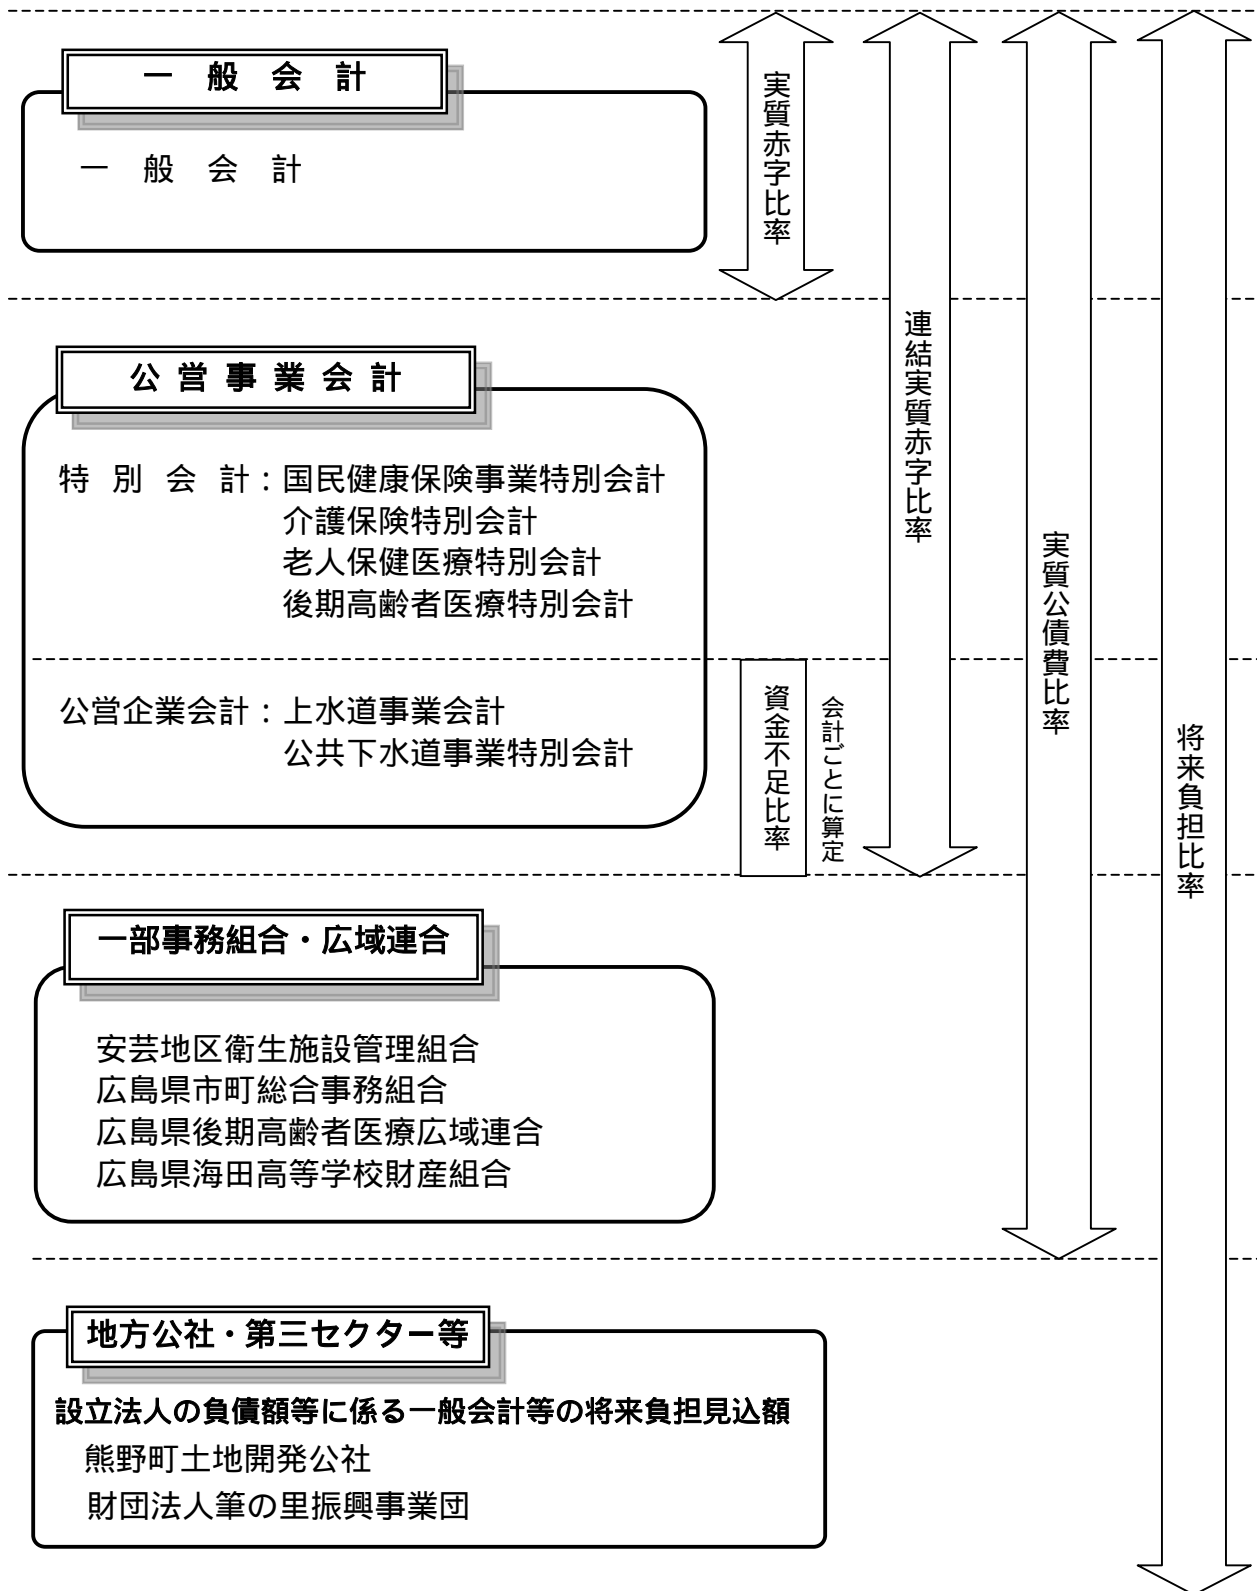 一 般 会 計
一 般 会 計
実質赤字比率
連結実質赤字比率
実質公債費比率
将来負担比率
公 営 事 業 会 計
特 別 会 計：国民健康保険事業特別会計
介護保険特別会計
老人保健医療特別会計
後期高齢者医療特別会計
公営企業会計：上水道事業会計
公共下水道事業特別会計
資金不足比率
会計ごとに算定
一部事務組合・広域連合
安芸地区衛生施設管理組合
広島県市町総合事務組合
広島県後期高齢者医療広域連合
広島県海田高等学校財産組合
地方公社・第三セクター等
設立法人の負債額等に係る一般会計等の将来負担見込額
熊野町土地開発公社
財団法人筆の里振興事業団